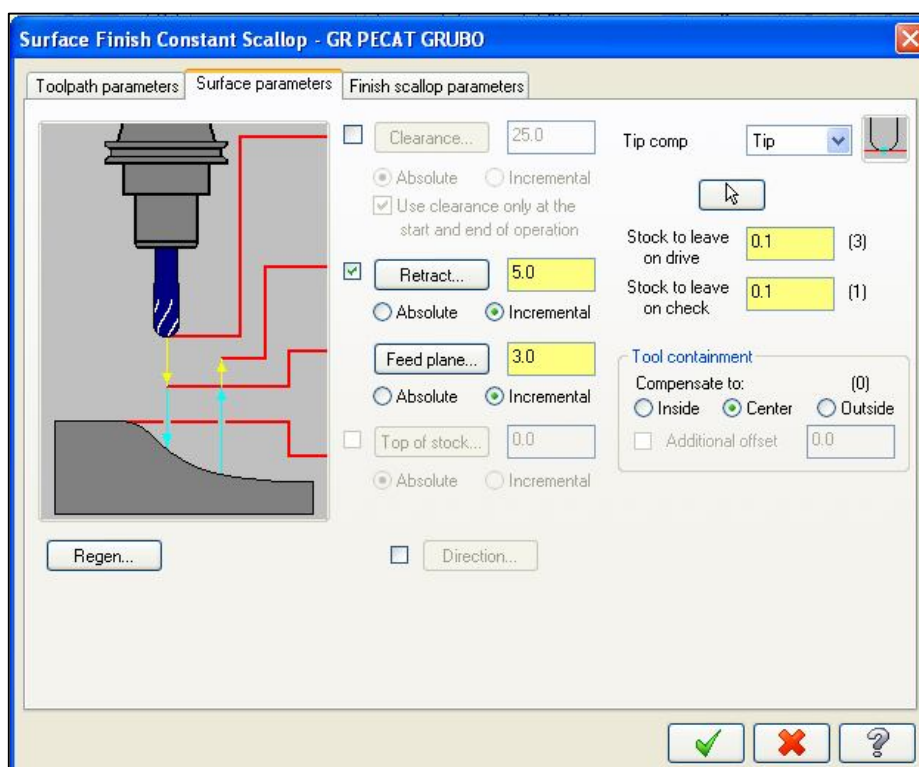 Surface Finish Constant Scallop - GR PECAT GRUBO
Toolpath parameters Surface parameters Finish scallop parameters
Clearance... 25.0
Absolute Incremental
Use clearance only at the
start and end of operation
Retract... 5.0
Absolute Incremental
Feed plane... 3.0
Absolute Incremental
Top of stock... 0.0
Absolute Incremental
Tip comp Tip
Stock to leave
on drive 0.1 (3)
Stock to leave
on check 0.1 (1)
Tool containment
Compensate to: (0)
Inside Center Outside
Additional offset 0.0
Regen... Direction...